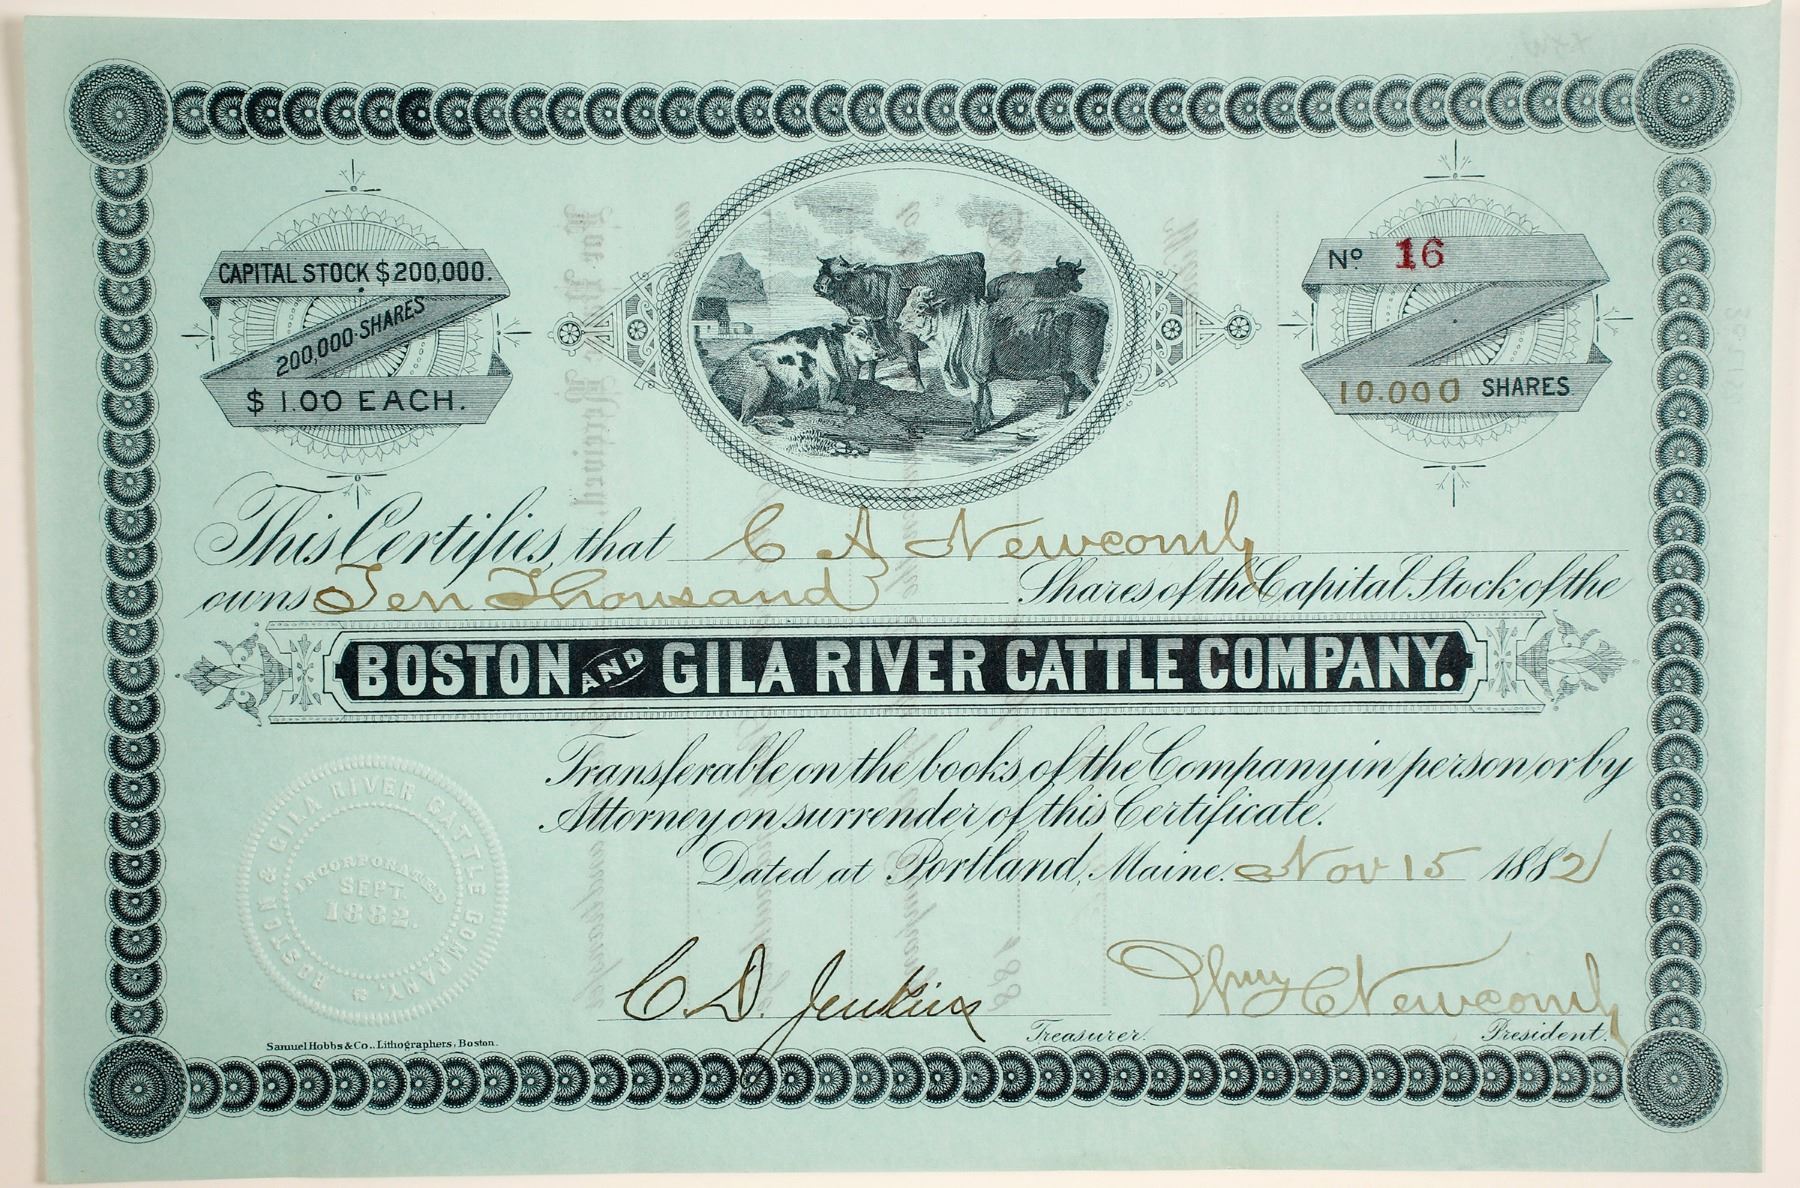 CAPITAL STOCK $200,000.
200,000 SHARES
$1.00 EACH.
No 16
10.000 SHARES
This Certifies, that C A Newcomb
owns Ten Thousand Shares of the Capital Stock of the
BOSTON AND GILA RIVER CATTLE COMPANY.
Transferable on the books of the Company in person or by
Attorney on surrender of this Certificate.
Dated at Portland, Maine. Nov 15 1882
BOSTON & GILA RIVER CATTLE COMPANY.
INCORPORATED
SEPT.
1882.
C. D. Jenkins
Treasurer.
Newcomb
President.
Samuel Hobbs & Co., Lithographers, Boston.